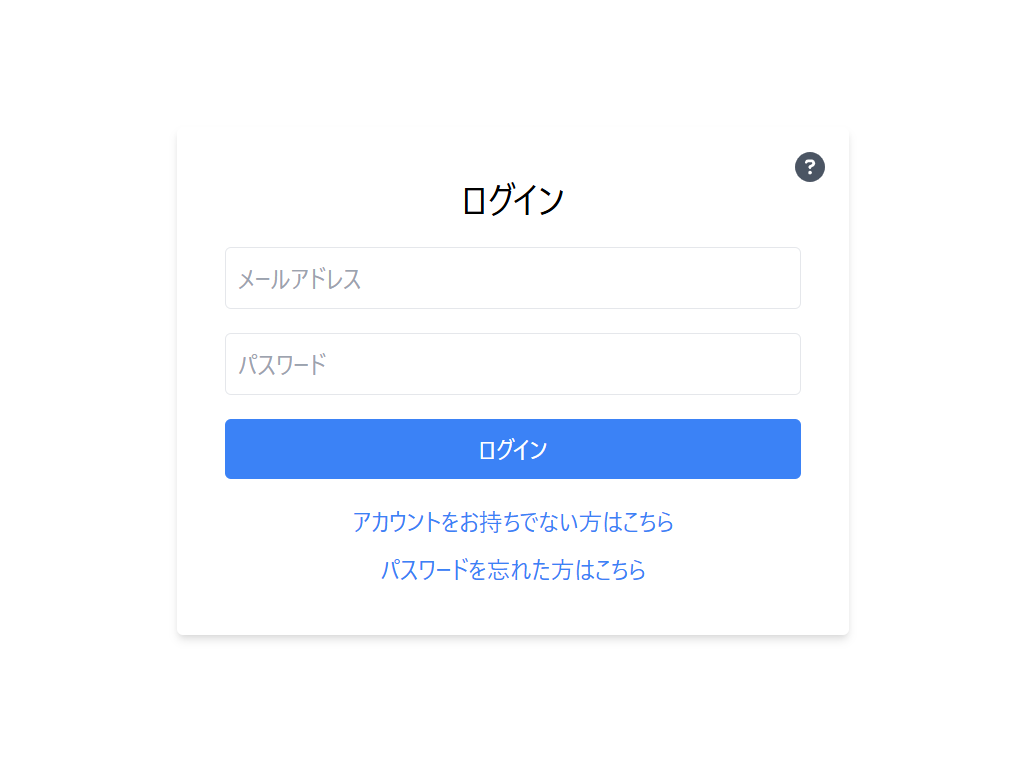 ?
ログイン
メールアドレス
パスワード
ログイン
アカウントをお持ちでない方はこちら
パスワードを忘れた方はこちら